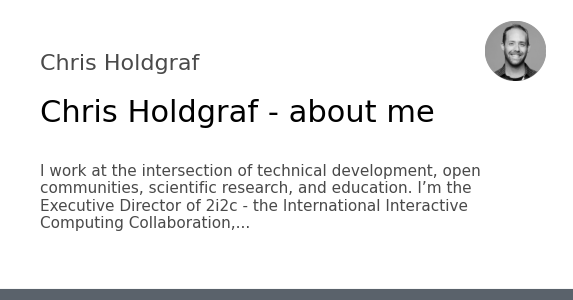 Chris Holdgraf
Chris Holdgraf - about me
I work at the intersection of technical development, open
communities, scientific research, and education. I’m the
Executive Director of 2i2c - the International Interactive
Computing Collaboration,...